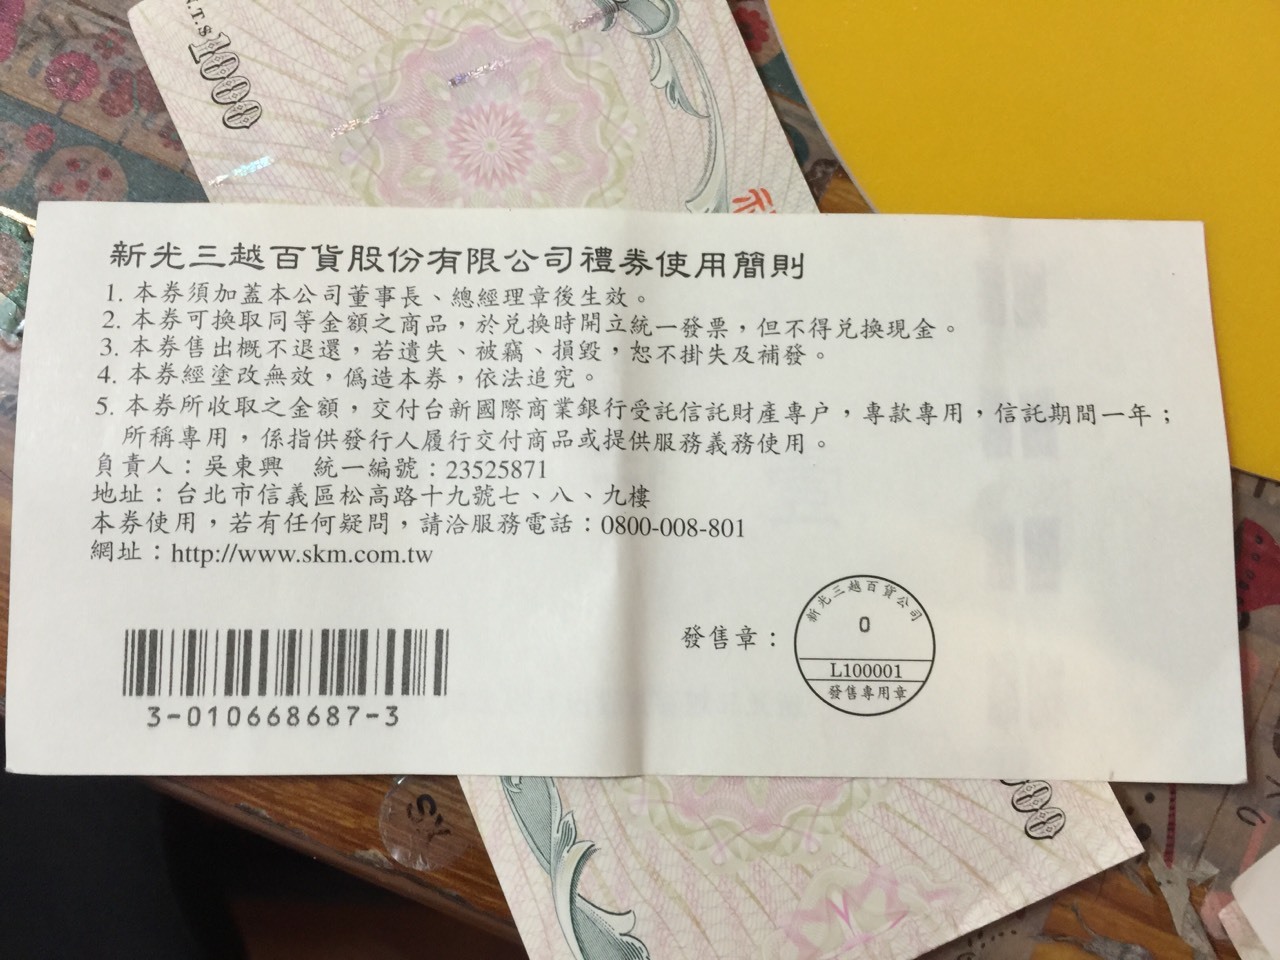 N.T.$1000
新光三越百貨股份有限公司禮券使用簡則
1. 本券須加蓋本公司董事長、總經理章後生效。
2. 本券可換取同等金額之商品，於兌換時開立統一發票，但不得兌換現金。
3. 本券售出概不退還，若遺失、被竊、損毀，恕不掛失及補發。
4. 本券經塗改無效，偽造本券，依法追究。
5. 本券所收取之金額，交付台新國際商業銀行受託信託財產專户，專款專用，信託期間一年；
所稱專用，係指供發行人履行交付商品或提供服務義務使用。
負責人：吳東興 統一編號：23525871
地址：台北市信義區松高路十九號七、八、九樓
本券使用，若有任何疑問，請洽服務電話：0800-008-801
網址：http://www.skm.com.tw
3-010668687-3
發售章：
新光三越百貨公司
0
L100001
發售專用章